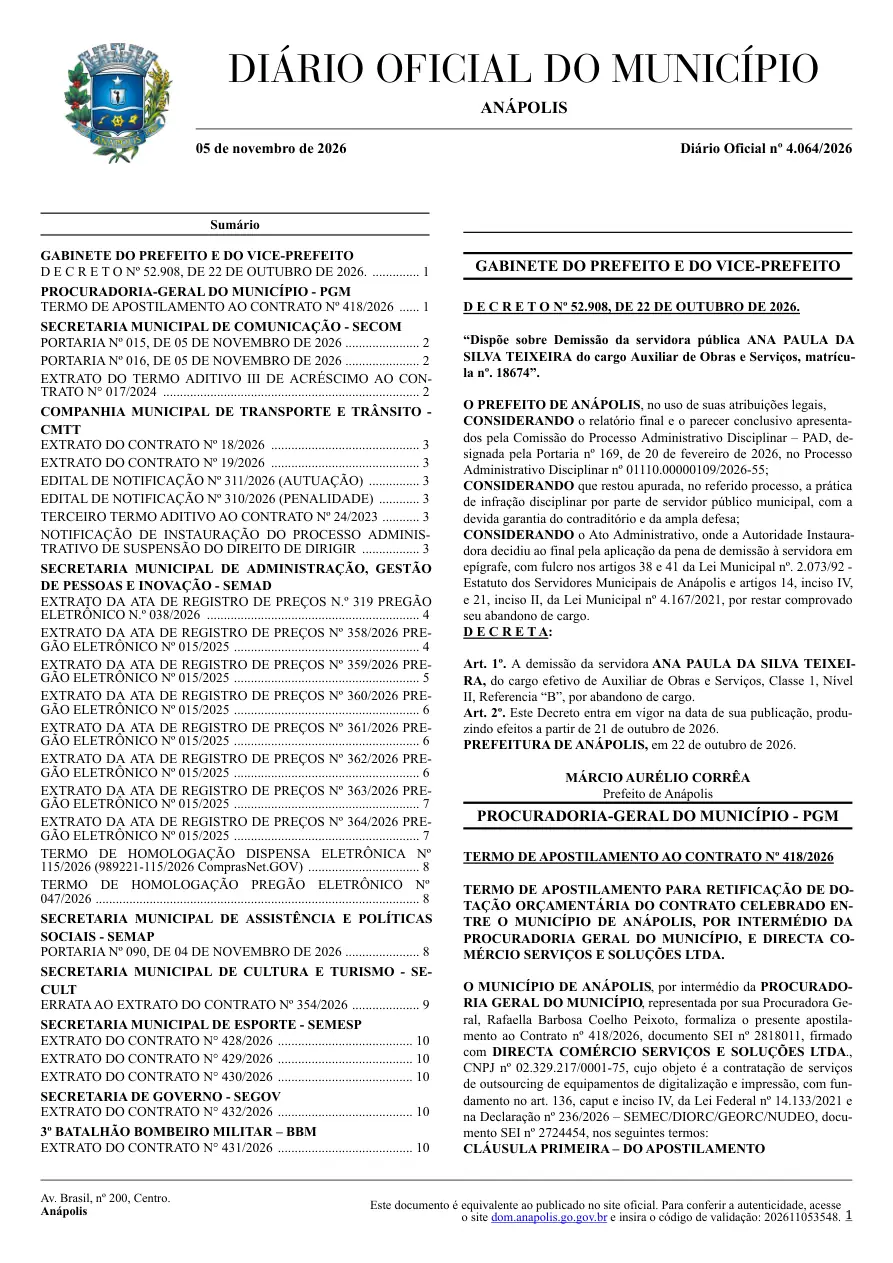 DIÁRIO OFICIAL DO MUNICÍPIO
ANÁPOLIS
ANÁPOLIS
05 de novembro de 2026
Diário Oficial nº 4.064/2026
Sumário
GABINETE DO PREFEITO E DO VICE-PREFEITO
D E C R E T O Nº 52.908, DE 22 DE OUTUBRO DE 2026. .............. 1
PROCURADORIA-GERAL DO MUNICÍPIO - PGM
TERMO DE APOSTILAMENTO AO CONTRATO Nº 418/2026 ...... 1
SECRETARIA MUNICIPAL DE COMUNICAÇÃO - SECOM
PORTARIA Nº 015, DE 05 DE NOVEMBRO DE 2026 ...................... 2
PORTARIA Nº 016, DE 05 DE NOVEMBRO DE 2026 ...................... 2
EXTRATO DO TERMO ADITIVO III DE ACRÉSCIMO AO CON-
TRATO N° 017/2024 ............................................................................. 2
COMPANHIA MUNICIPAL DE TRANSPORTE E TRÂNSITO -
CMTT
EXTRATO DO CONTRATO Nº 18/2026 ............................................ 3
EXTRATO DO CONTRATO Nº 19/2026 ............................................ 3
EDITAL DE NOTIFICAÇÃO Nº 311/2026 (AUTUAÇÃO) ............... 3
EDITAL DE NOTIFICAÇÃO Nº 310/2026 (PENALIDADE) ............ 3
TERCEIRO TERMO ADITIVO AO CONTRATO Nº 24/2023 ........... 3
NOTIFICAÇÃO DE INSTAURAÇÃO DO PROCESSO ADMINIS-
TRATIVO DE SUSPENSÃO DO DIREITO DE DIRIGIR ................. 3
SECRETARIA MUNICIPAL DE ADMINISTRAÇÃO, GESTÃO
DE PESSOAS E INOVAÇÃO - SEMAD
EXTRATO DA ATA DE REGISTRO DE PREÇOS N.º 319 PREGÃO
ELETRÔNICO N.º 038/2026 ................................................................ 4
EXTRATO DA ATA DE REGISTRO DE PREÇOS Nº 358/2026 PRE-
GÃO ELETRÔNICO Nº 015/2025 ........................................................ 4
EXTRATO DA ATA DE REGISTRO DE PREÇOS Nº 359/2026 PRE-
GÃO ELETRÔNICO Nº 015/2025 ........................................................ 5
EXTRATO DA ATA DE REGISTRO DE PREÇOS Nº 360/2026 PRE-
GÃO ELETRÔNICO Nº 015/2025 ........................................................ 6
EXTRATO DA ATA DE REGISTRO DE PREÇOS Nº 361/2026 PRE-
GÃO ELETRÔNICO Nº 015/2025 ........................................................ 6
EXTRATO DA ATA DE REGISTRO DE PREÇOS Nº 362/2026 PRE-
GÃO ELETRÔNICO Nº 015/2025 ........................................................ 6
EXTRATO DA ATA DE REGISTRO DE PREÇOS Nº 363/2026 PRE-
GÃO ELETRÔNICO Nº 015/2025 ........................................................ 7
EXTRATO DA ATA DE REGISTRO DE PREÇOS Nº 364/2026 PRE-
GÃO ELETRÔNICO Nº 015/2025 ........................................................ 7
TERMO DE HOMOLOGAÇÃO DISPENSA ELETRÔNICA Nº
115/2026 (989221-115/2026 ComprasNet.GOV) .................................. 8
TERMO DE HOMOLOGAÇÃO PREGÃO ELETRÔNICO Nº
047/2026 ................................................................................................. 8
SECRETARIA MUNICIPAL DE ASSISTÊNCIA E POLÍTICAS
SOCIAIS - SEMAP
PORTARIA Nº 090, DE 04 DE NOVEMBRO DE 2026 ...................... 8
SECRETARIA MUNICIPAL DE CULTURA E TURISMO - SE-
CULT
ERRATA AO EXTRATO DO CONTRATO Nº 354/2026 .................... 9
SECRETARIA MUNICIPAL DE ESPORTE - SEMESP
EXTRATO DO CONTRATO N° 428/2026 ........................................ 10
EXTRATO DO CONTRATO N° 429/2026 ........................................ 10
EXTRATO DO CONTRATO N° 430/2026 ........................................ 10
SECRETARIA DE GOVERNO - SEGOV
EXTRATO DO CONTRATO N° 432/2026 ........................................ 10
3º BATALHÃO BOMBEIRO MILITAR – BBM
EXTRATO DO CONTRATO N° 431/2026 ........................................ 10
GABINETE DO PREFEITO E DO VICE-PREFEITO
D E C R E T O Nº 52.908, DE 22 DE OUTUBRO DE 2026.
“Dispõe sobre Demissão da servidora pública ANA PAULA DA
SILVA TEIXEIRA do cargo Auxiliar de Obras e Serviços, matrícu-
la nº. 18674”.
O PREFEITO DE ANÁPOLIS, no uso de suas atribuições legais,
CONSIDERANDO o relatório final e o parecer conclusivo apresenta-
dos pela Comissão do Processo Administrativo Disciplinar – PAD, de-
signada pela Portaria nº 169, de 20 de fevereiro de 2026, no Processo
Administrativo Disciplinar nº 01110.00000109/2026-55;
CONSIDERANDO que restou apurada, no referido processo, a prática
de infração disciplinar por parte de servidor público municipal, com a
devida garantia do contraditório e da ampla defesa;
CONSIDERANDO o Ato Administrativo, onde a Autoridade Instaura-
dora decidiu ao final pela aplicação da pena de demissão à servidora em
epígrafe, com fulcro nos artigos 38 e 41 da Lei Municipal nº. 2.073/92 -
Estatuto dos Servidores Municipais de Anápolis e artigos 14, inciso IV,
e 21, inciso II, da Lei Municipal nº 4.167/2021, por restar comprovado
seu abandono de cargo.
D E C R E T A:
Art. 1º. A demissão da servidora ANA PAULA DA SILVA TEIXEI-
RA, do cargo efetivo de Auxiliar de Obras e Serviços, Classe 1, Nível
II, Referencia “B”, por abandono de cargo.
Art. 2º. Este Decreto entra em vigor na data de sua publicação, produ-
zindo efeitos a partir de 21 de outubro de 2026.
PREFEITURA DE ANÁPOLIS, em 22 de outubro de 2026.
MÁRCIO AURÉLIO CORRÊA
Prefeito de Anápolis
PROCURADORIA-GERAL DO MUNICÍPIO - PGM
TERMO DE APOSTILAMENTO AO CONTRATO Nº 418/2026
TERMO DE APOSTILAMENTO PARA RETIFICAÇÃO DE DO-
TAÇÃO ORÇAMENTÁRIA DO CONTRATO CELEBRADO EN-
TRE O MUNICÍPIO DE ANÁPOLIS, POR INTERMÉDIO DA
PROCURADORIA GERAL DO MUNICÍPIO, E DIRECTA CO-
MÉRCIO SERVIÇOS E SOLUÇÕES LTDA.
O MUNICÍPIO DE ANÁPOLIS, por intermédio da PROCURADO-
RIA GERAL DO MUNICÍPIO, representada por sua Procuradora Ge-
ral, Rafaella Barbosa Coelho Peixoto, formaliza o presente apostila-
mento ao Contrato nº 418/2026, documento SEI nº 2818011, firmado
com DIRECTA COMÉRCIO SERVIÇOS E SOLUÇÕES LTDA.,
CNPJ nº 02.329.217/0001-75, cujo objeto é a contratação de serviços
de outsourcing de equipamentos de digitalização e impressão, com fun-
damento no art. 136, caput e inciso IV, da Lei Federal nº 14.133/2021 e
na Declaração nº 236/2026 – SEMEC/DIORC/GEORC/NUDEO, docu-
mento SEI nº 2724454, nos seguintes termos:
CLÁUSULA PRIMEIRA – DO APOSTILAMENTO
Av. Brasil, nº 200, Centro.
Anápolis
Este documento é equivalente ao publicado no site oficial. Para conferir a autenticidade, acesse
o site dom.anapolis.go.gov.br e insira o código de validação: 202611053548. 1